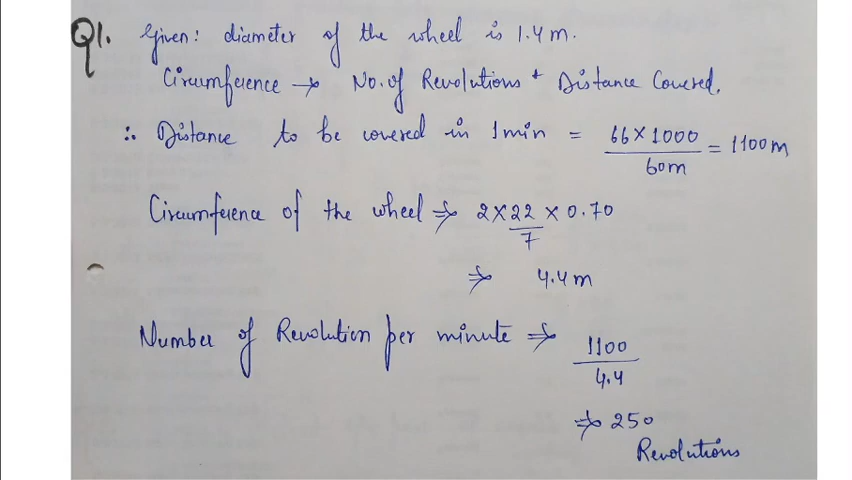 Q1. Given: diameter of the wheel is 1.4 m.
Circumference → No. of Revolutions + Distance Covered.
∴ Distance to be covered in 1 min = 66 × 1000 / 60m = 1100 m
Circumference of the wheel ⇒ 2 × 22/7 × 0.70
⇒ 4.4 m
Number of Revolution per minute ⇒ 1100 / 4.4
⇒ 250
Revolutions